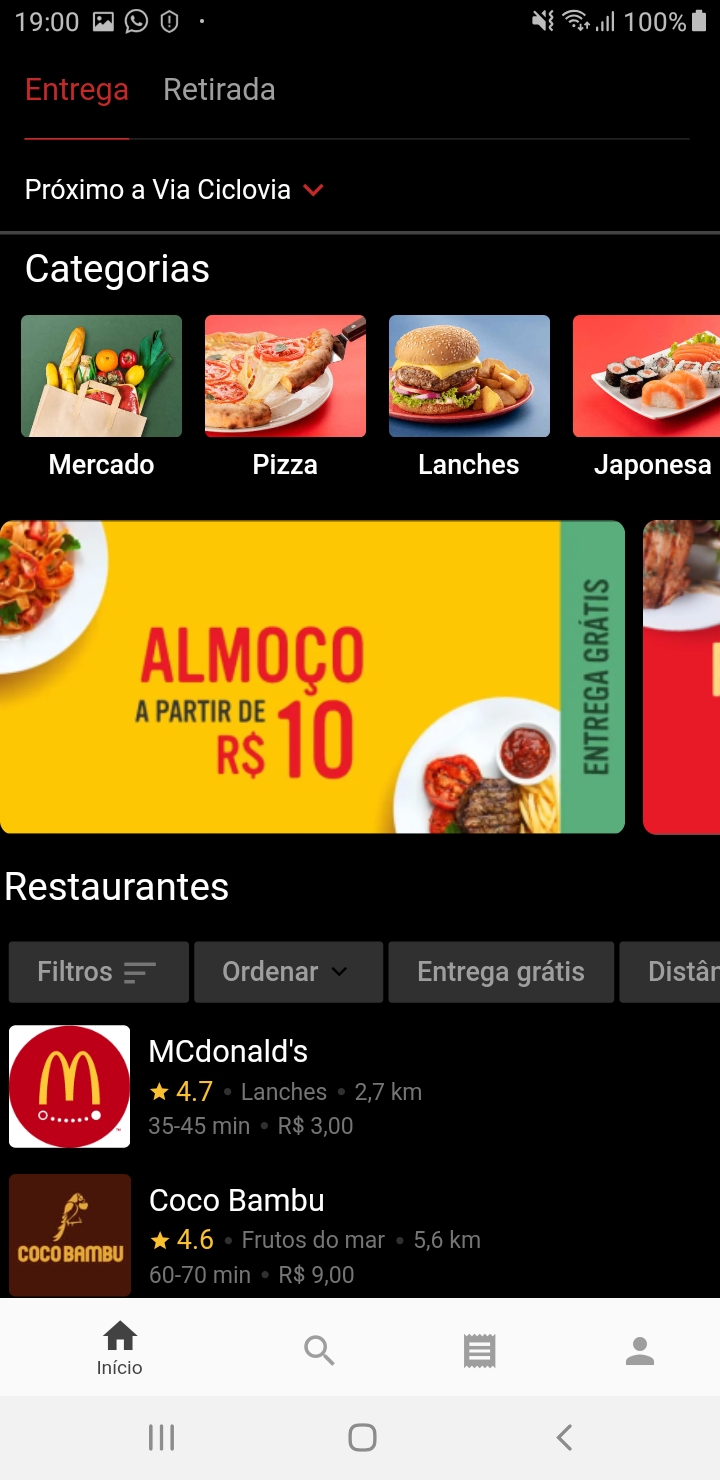 19:00 100%
Entrega Retirada
Próximo a Via Ciclovia
Categorias
Mercado Pizza Lanches Japonesa
ALMOÇO
A PARTIR DE
R$ 10
ENTREGA GRÁTIS
Restaurantes
Filtros Ordenar Entrega grátis Distân
MCdonald's
4.7 • Lanches • 2,7 km
35-45 min • R$ 3,00
COCO BAMBU
Coco Bambu
4.6 • Frutos do mar • 5,6 km
60-70 min • R$ 9,00
Início